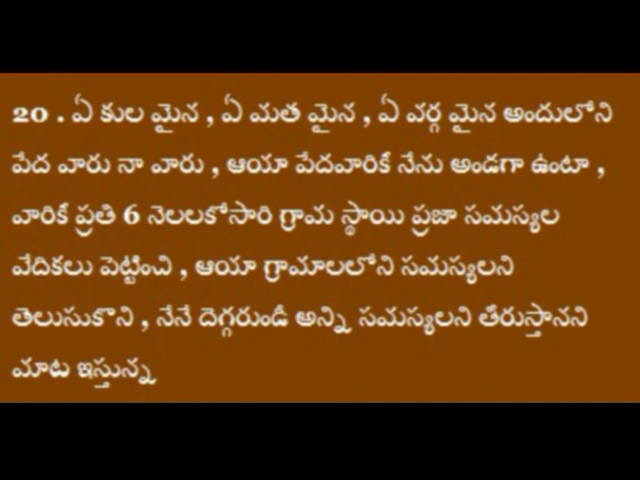 20 . ఏ కుల మైన , ఏ మత మైన , ఏ వర్గ మైన అందులోని
పేద వారు నా వారు , ఆయా పేదవారికి నేను అండగా ఉంటా ,
వారికి ప్రతి 6 నెలలకోసారి గ్రామ స్థాయి ప్రజా సమస్యల
వేదికలు పెట్టించి , ఆయా గ్రామాలలోని సమస్యలని
తెలుసుకొని , నేనే దెగ్గరుండి అన్ని సమస్యలని తీరుస్తానని
మాట ఇస్తున్న